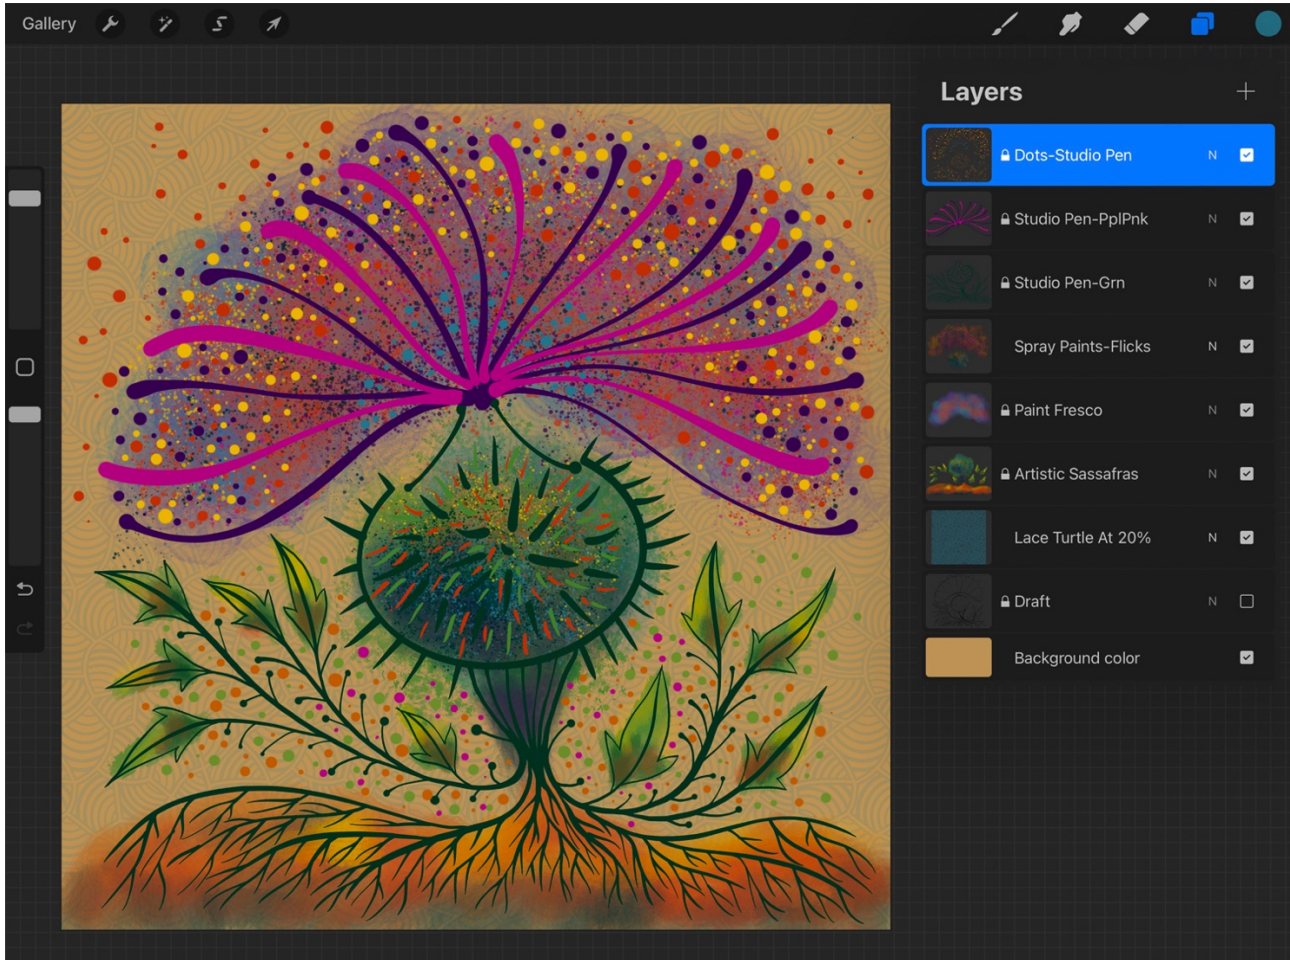 Gallery
Layers
Dots-Studio Pen N
Studio Pen-PplPnk N
Studio Pen-Grn N
Spray Paints-Flicks N
Paint Fresco N
Artistic Sassafras N
Lace Turtle At 20% N
Draft N
Background color